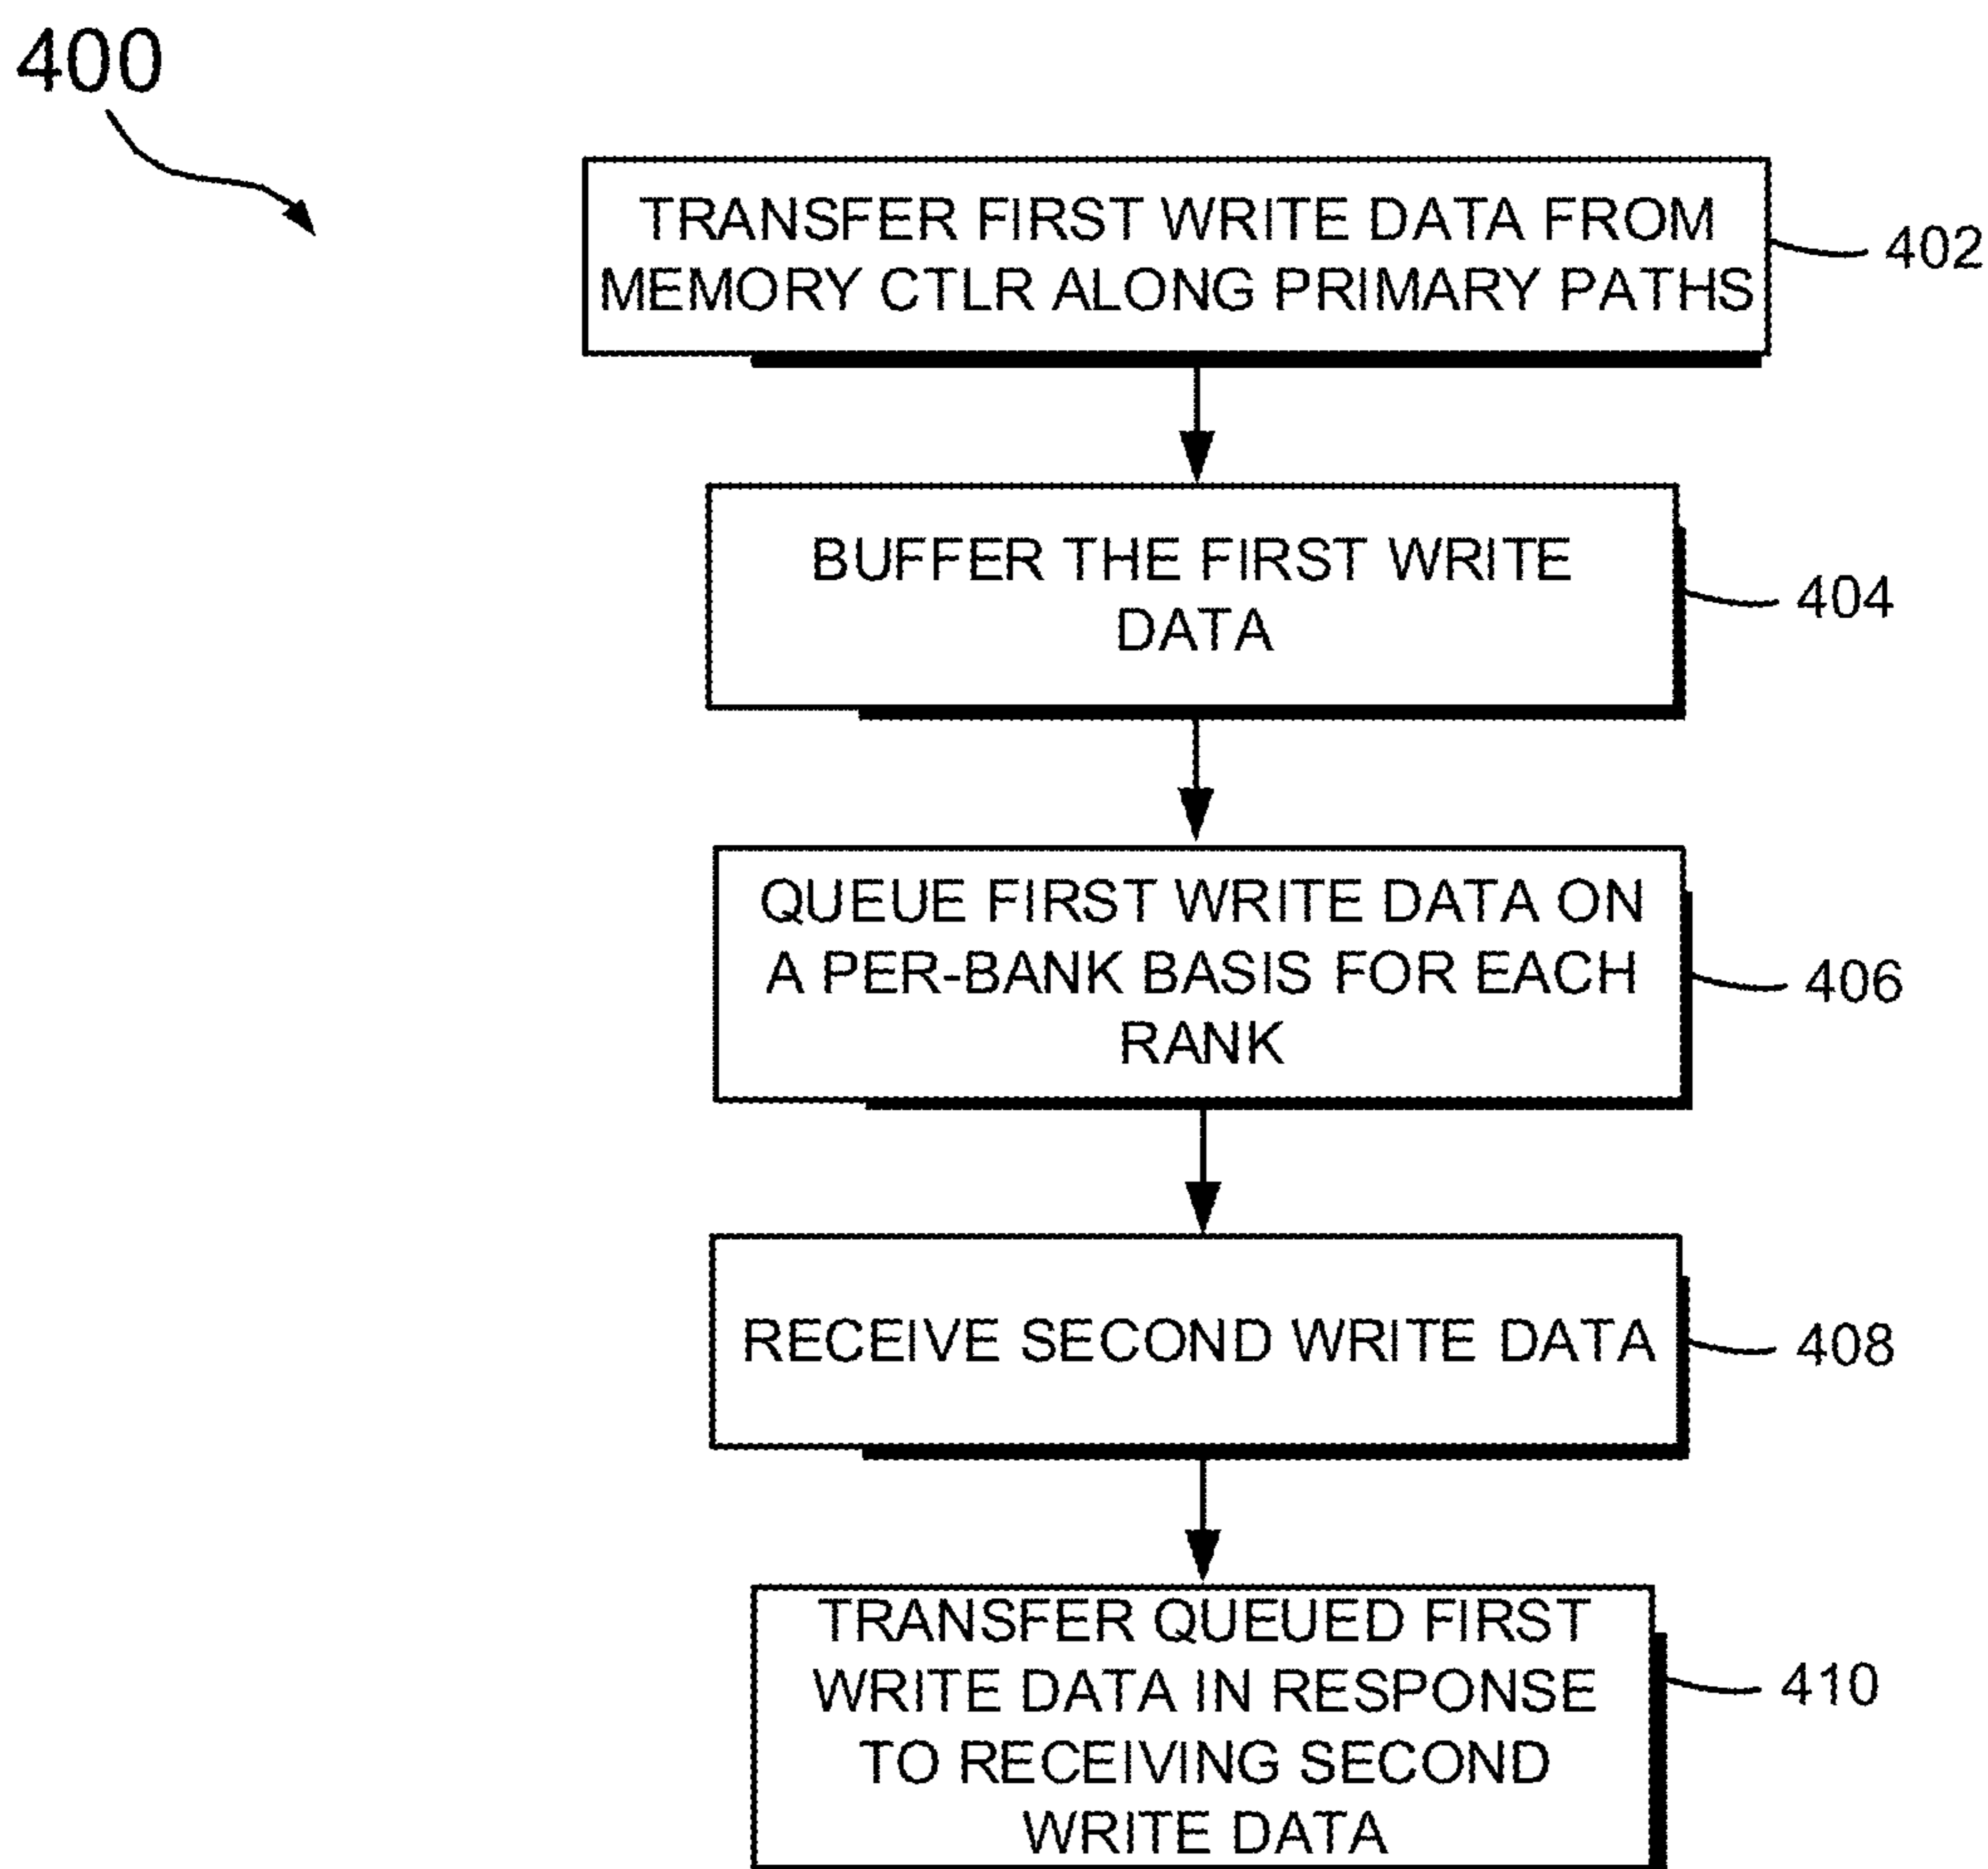 400
TRANSFER FIRST WRITE DATA FROM
MEMORY CTLR ALONG PRIMARY PATHS
402
BUFFER THE FIRST WRITE
DATA
404
QUEUE FIRST WRITE DATA ON
A PER-BANK BASIS FOR EACH
RANK
406
RECEIVE SECOND WRITE DATA
408
TRANSFER QUEUED FIRST
WRITE DATA IN RESPONSE
TO RECEIVING SECOND
WRITE DATA
410